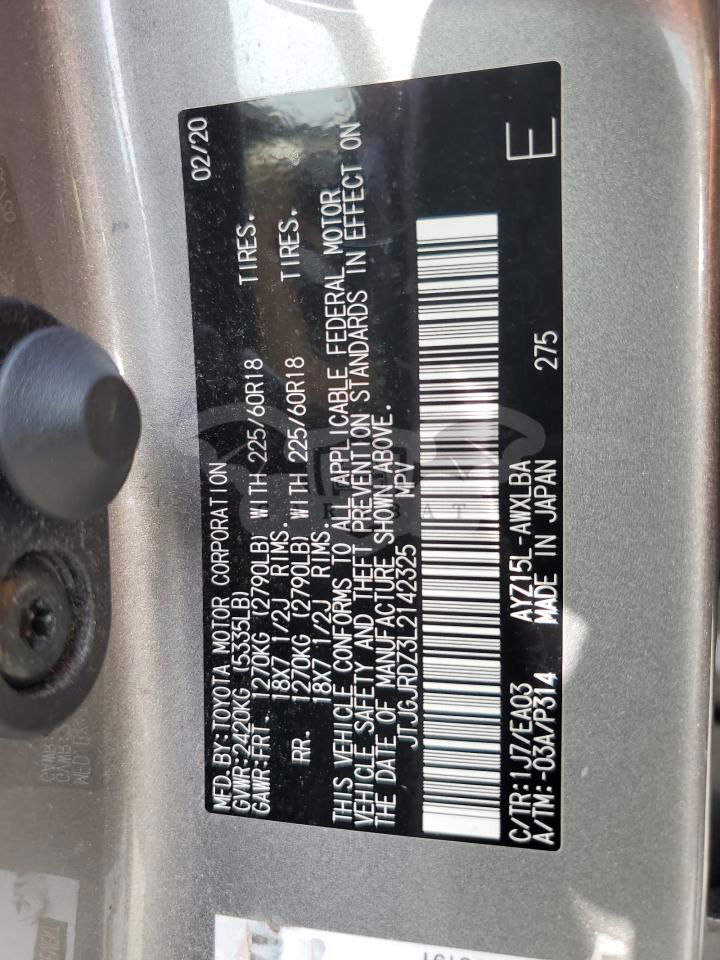 MFD.BY:TOYOTA MOTOR CORPORATION 02/20
GVWR:2420KG (5335LB)
GAWR:FRT. 1270KG (2790LB) WITH 225/60R18 TIRES.
18X7 1/2J RIMS.
RR. 1270KG (2790LB) WITH 225/60R18 TIRES.
18X7 1/2J RIMS.
THIS VEHICLE CONFORMS TO ALL APPLICABLE FEDERAL MOTOR
VEHICLE SAFETY AND THEFT PREVENTION STANDARDS IN EFFECT ON
THE DATE OF MANUFACTURE SHOWN ABOVE.
JTJGJRDZ3L2142325 MPV
C/TR:1J7/EA03 AYZ15L-AWXLBA E
A/TM:-03A/P314 MADE IN JAPAN 275